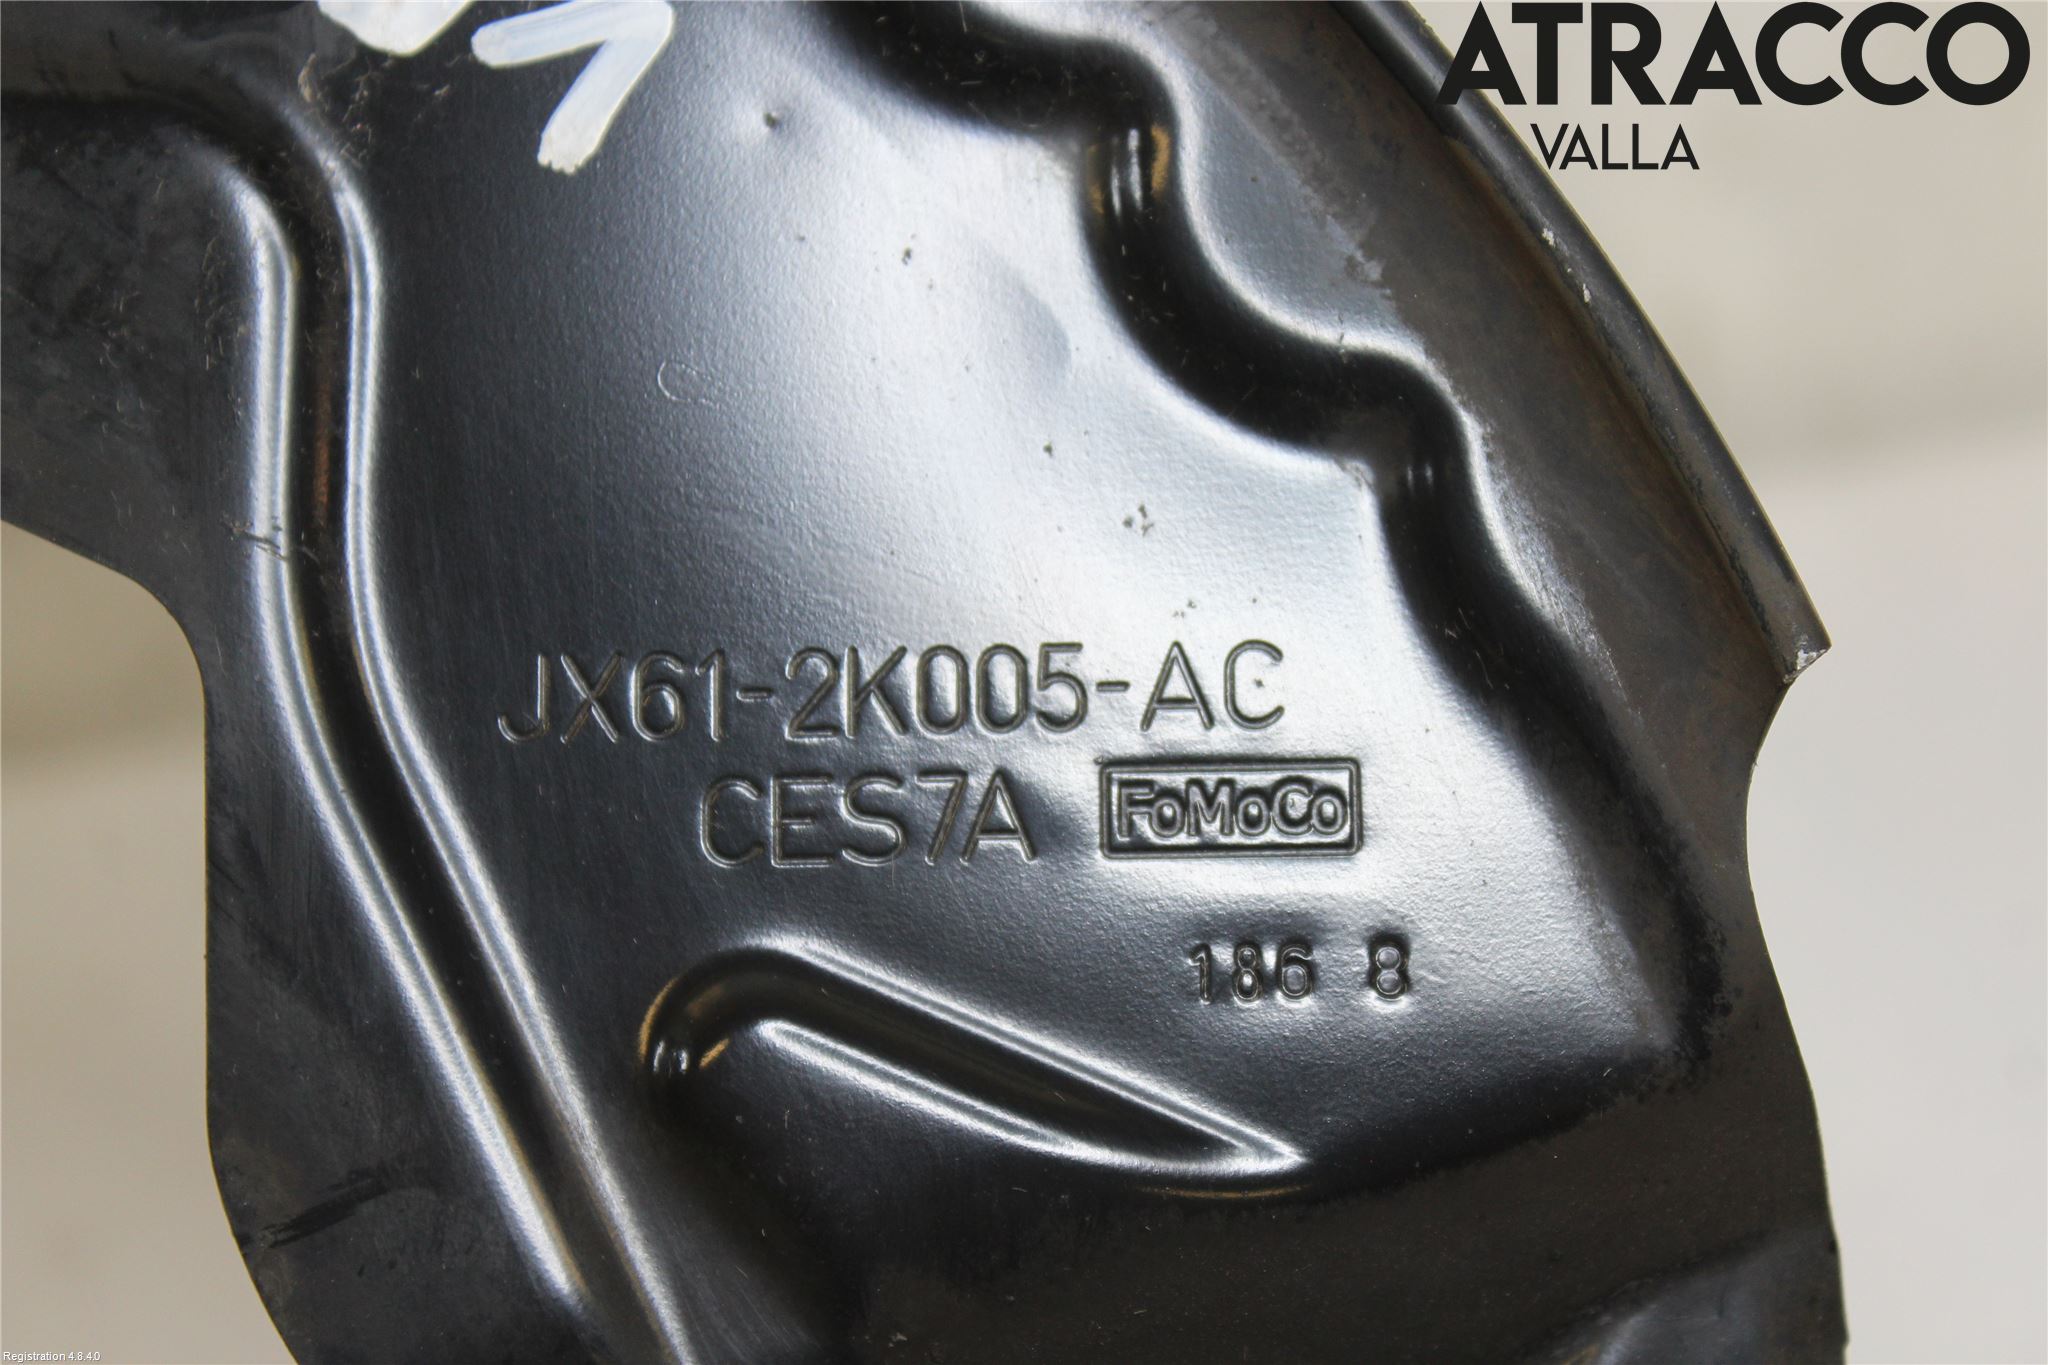 ATRACCO
VALLA
JX61-2K005-AC
CES7A FoMoCo
186 8
Registration 4.8.4.0